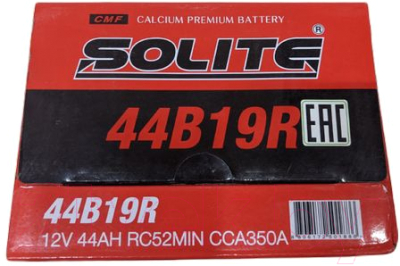 CMF CALCIUM PREMIUM BATTERY
SOLITE®
44B19R EAC
44B19R
12V 44AH RC52MIN CCA350A